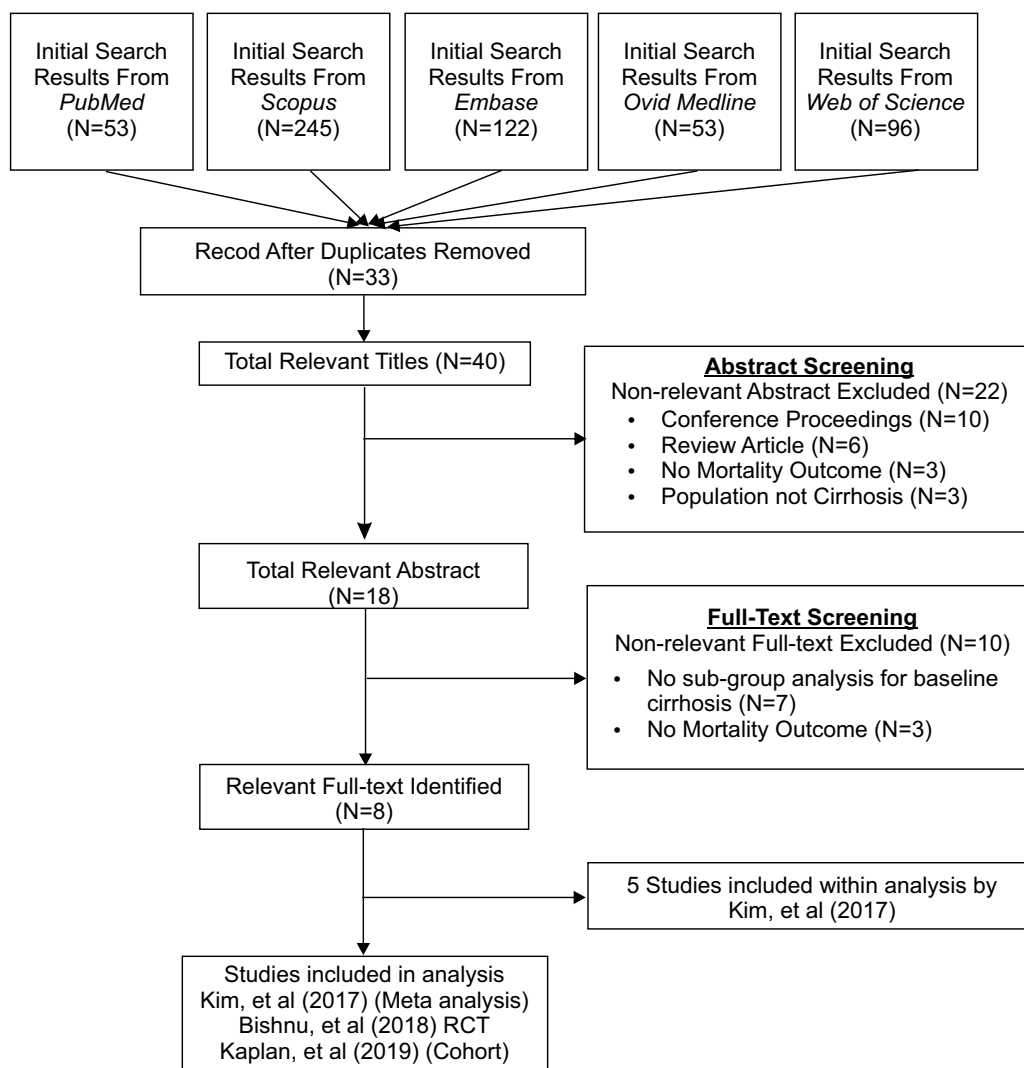 Initial Search
Results From
PubMed
(N=53)
Initial Search
Results From
Scopus
(N=245)
Initial Search
Results From
Embase
(N=122)
Initial Search
Results From
Ovid Medline
(N=53)
Initial Search
Results From
Web of Science
(N=96)
Recod After Duplicates Removed
(N=33)
Total Relevant Titles (N=40)
Abstract Screening
Non-relevant Abstract Excluded (N=22)
• Conference Proceedings (N=10)
• Review Article (N=6)
• No Mortality Outcome (N=3)
• Population not Cirrhosis (N=3)
Total Relevant Abstract
(N=18)
Full-Text Screening
Non-relevant Full-text Excluded (N=10)
• No sub-group analysis for baseline
cirrhosis (N=7)
• No Mortality Outcome (N=3)
Relevant Full-text Identified
(N=8)
5 Studies included within analysis by
Kim, et al (2017)
Studies included in analysis
Kim, et al (2017) (Meta analysis)
Bishnu, et al (2018) RCT
Kaplan, et al (2019) (Cohort)